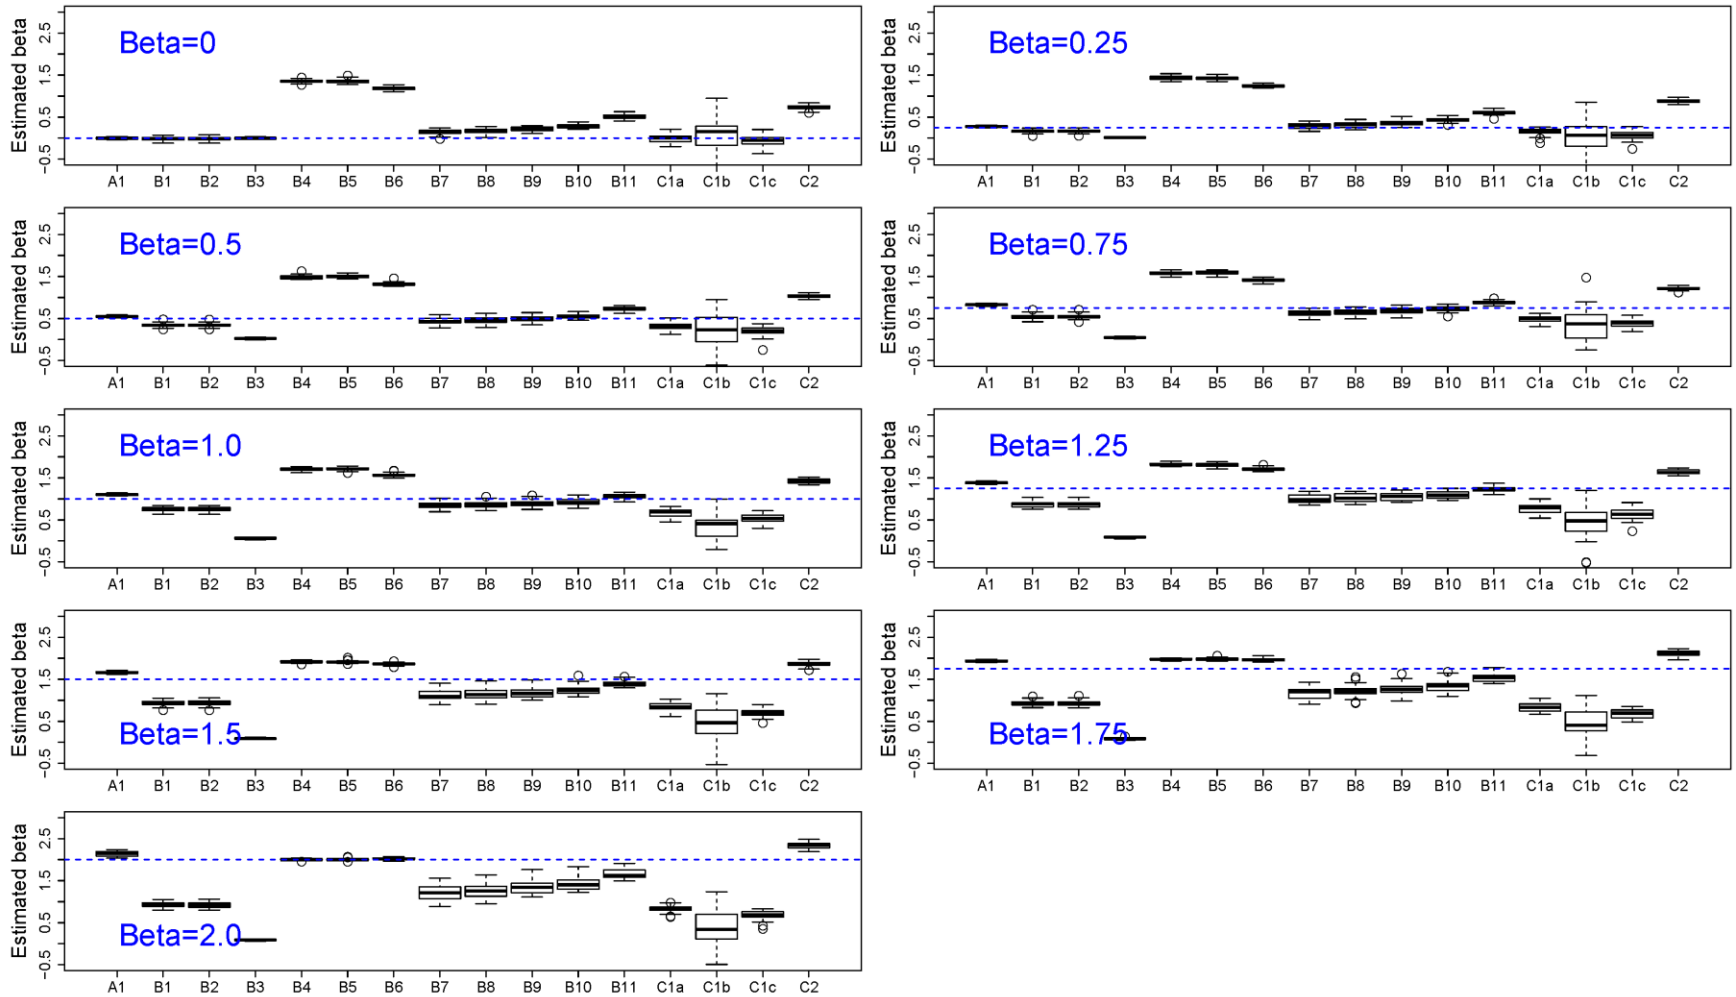 Estimated beta
2.5
1.5
0.5
-0.5
Beta=0
A1 B1 B2 B3 B4 B5 B6 B7 B8 B9 B10 B11 C1a C1b C1c C2
Estimated beta
2.5
1.5
0.5
-0.5
Beta=0.25
A1 B1 B2 B3 B4 B5 B6 B7 B8 B9 B10 B11 C1a C1b C1c C2
Estimated beta
2.5
1.5
0.5
-0.5
Beta=0.5
A1 B1 B2 B3 B4 B5 B6 B7 B8 B9 B10 B11 C1a C1b C1c C2
Estimated beta
2.5
1.5
0.5
-0.5
Beta=0.75
A1 B1 B2 B3 B4 B5 B6 B7 B8 B9 B10 B11 C1a C1b C1c C2
Estimated beta
2.5
1.5
0.5
-0.5
Beta=1.0
A1 B1 B2 B3 B4 B5 B6 B7 B8 B9 B10 B11 C1a C1b C1c C2
Estimated beta
2.5
1.5
0.5
-0.5
Beta=1.25
A1 B1 B2 B3 B4 B5 B6 B7 B8 B9 B10 B11 C1a C1b C1c C2
Estimated beta
2.5
1.5
0.5
-0.5
Beta=1.5
A1 B1 B2 B3 B4 B5 B6 B7 B8 B9 B10 B11 C1a C1b C1c C2
Estimated beta
2.5
1.5
0.5
-0.5
Beta=1.75
A1 B1 B2 B3 B4 B5 B6 B7 B8 B9 B10 B11 C1a C1b C1c C2
Estimated beta
2.5
1.5
0.5
-0.5
Beta=2.0
A1 B1 B2 B3 B4 B5 B6 B7 B8 B9 B10 B11 C1a C1b C1c C2